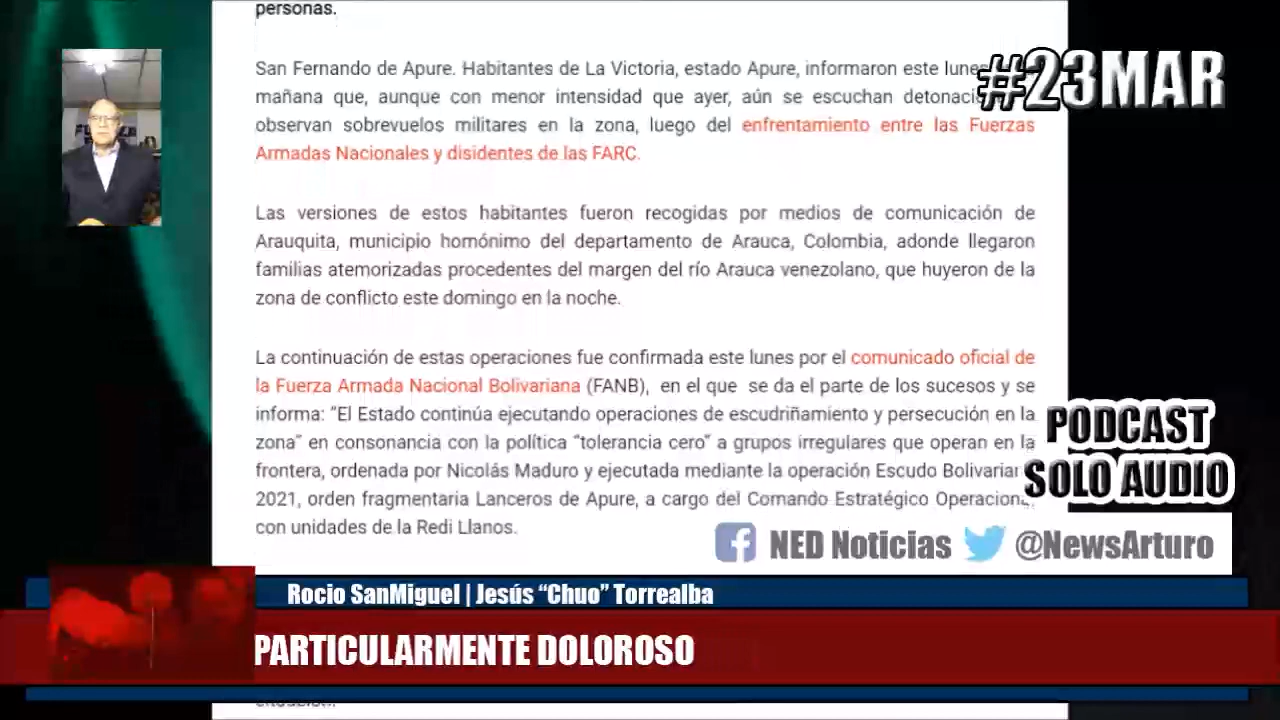 personas.
#23MAR
San Fernando de Apure. Habitantes de La Victoria, estado Apure, informaron este lunes
mañana que, aunque con menor intensidad que ayer, aún se escuchan
observan sobrevuelos militares en la zona, luego del enfrentamiento entre las Fuerzas
Armadas Nacionales y disidentes de las FARC.
Las versiones de estos habitantes fueron recogidas por medios de comunicación de
Arauquita, municipio homónimo del departamento de Arauca, Colombia, adonde llegaron
familias atemorizadas procedentes del margen del río Arauca venezolano, que huyeron de la
zona de conflicto este domingo en la noche.
La continuación de estas operaciones fue confirmada este lunes por el comunicado oficial de
la Fuerza Armada Nacional Bolivariana (FANB), en el que se da el parte de los sucesos y se
informa: "El Estado continúa ejecutando operaciones de escudriñamiento y persecución en la
zona" en consonancia con la política "tolerancia cero" a grupos irregulares que operan en la
frontera, ordenada por Nicolás Maduro y ejecutada mediante la operación Escudo
2021, orden fragmentaria Lanceros de Apure, a cargo del Comando Estratégico
con unidades de la Redi Llanos.
PODCAST
SOLO AUDIO
NED Noticias @NewsArturo
Rocio SanMiguel | Jesús “Chuo” Torrealba
PARTICULARMENTE DOLOROSO